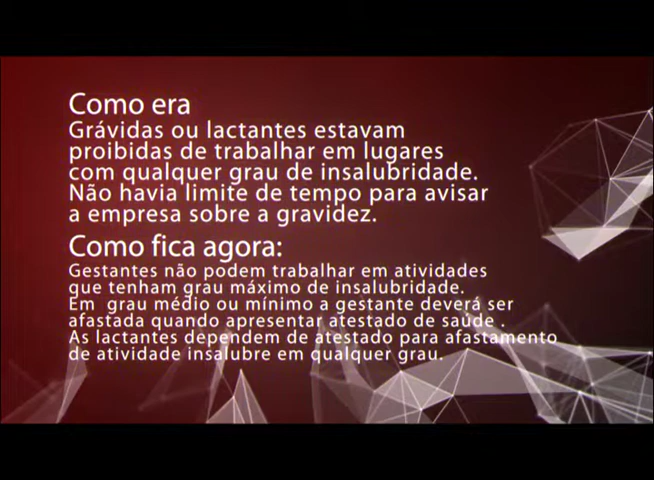 Como era
Grávidas ou lactantes estavam
proibidas de trabalhar em lugares
com qualquer grau de insalubridade.
Não havia limite de tempo para avisar
a empresa sobre a gravidez.
Como fica agora:
Gestantes não podem trabalhar em atividades
que tenham grau máximo de insalubridade.
Em  grau médio ou mínimo a gestante deverá ser
afastada quando apresentar atestado de saúde .
As lactantes dependem de atestado para afastamento
de atividade insalubre em qualquer grau.